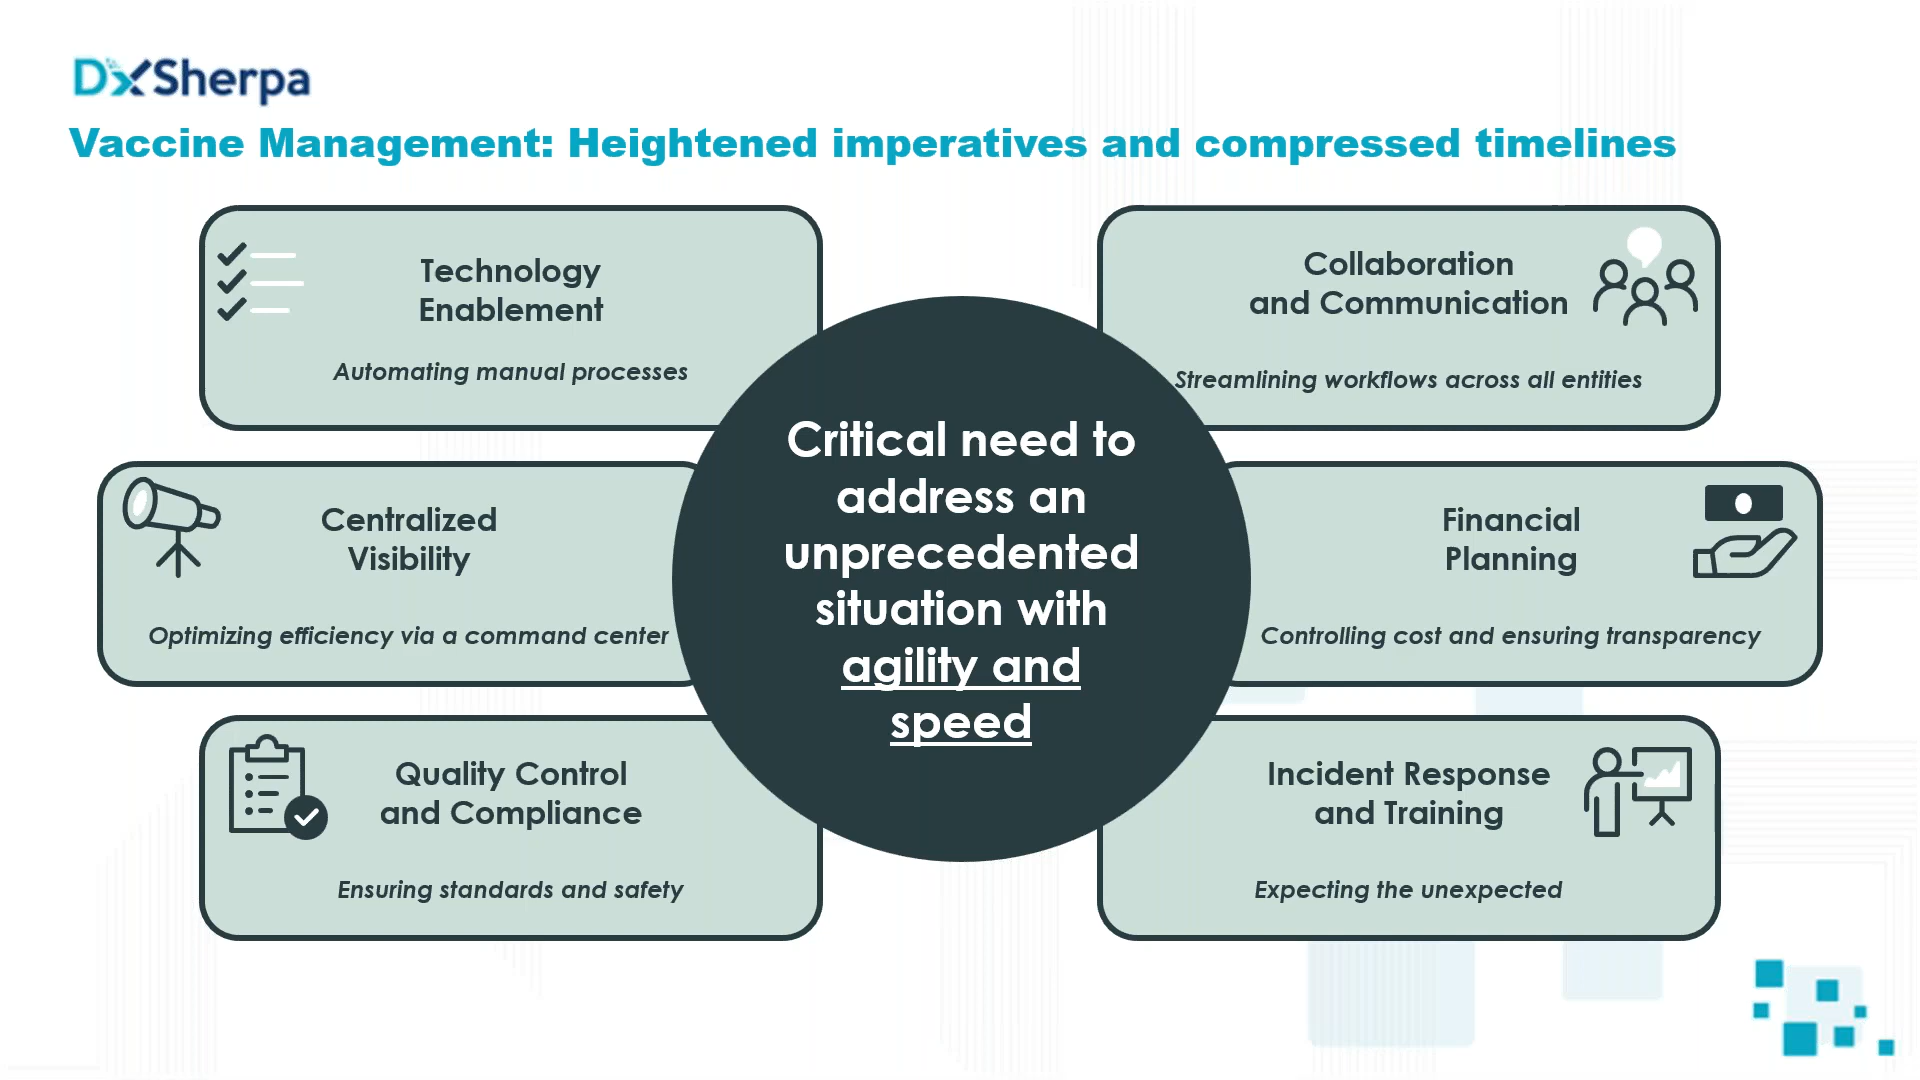 DxSherpa
Vaccine Management: Heightened imperatives and compressed timelines
Technology
Enablement
Automating manual processes
Collaboration
and Communication
Streamlining workflows across all entities
Centralized
Visibility
Optimizing efficiency via a command center
Critical need to
address an
unprecedented
situation with
agility and
speed
Financial
Planning
Controlling cost and ensuring transparency
Quality Control
and Compliance
Ensuring standards and safety
Incident Response
and Training
Expecting the unexpected